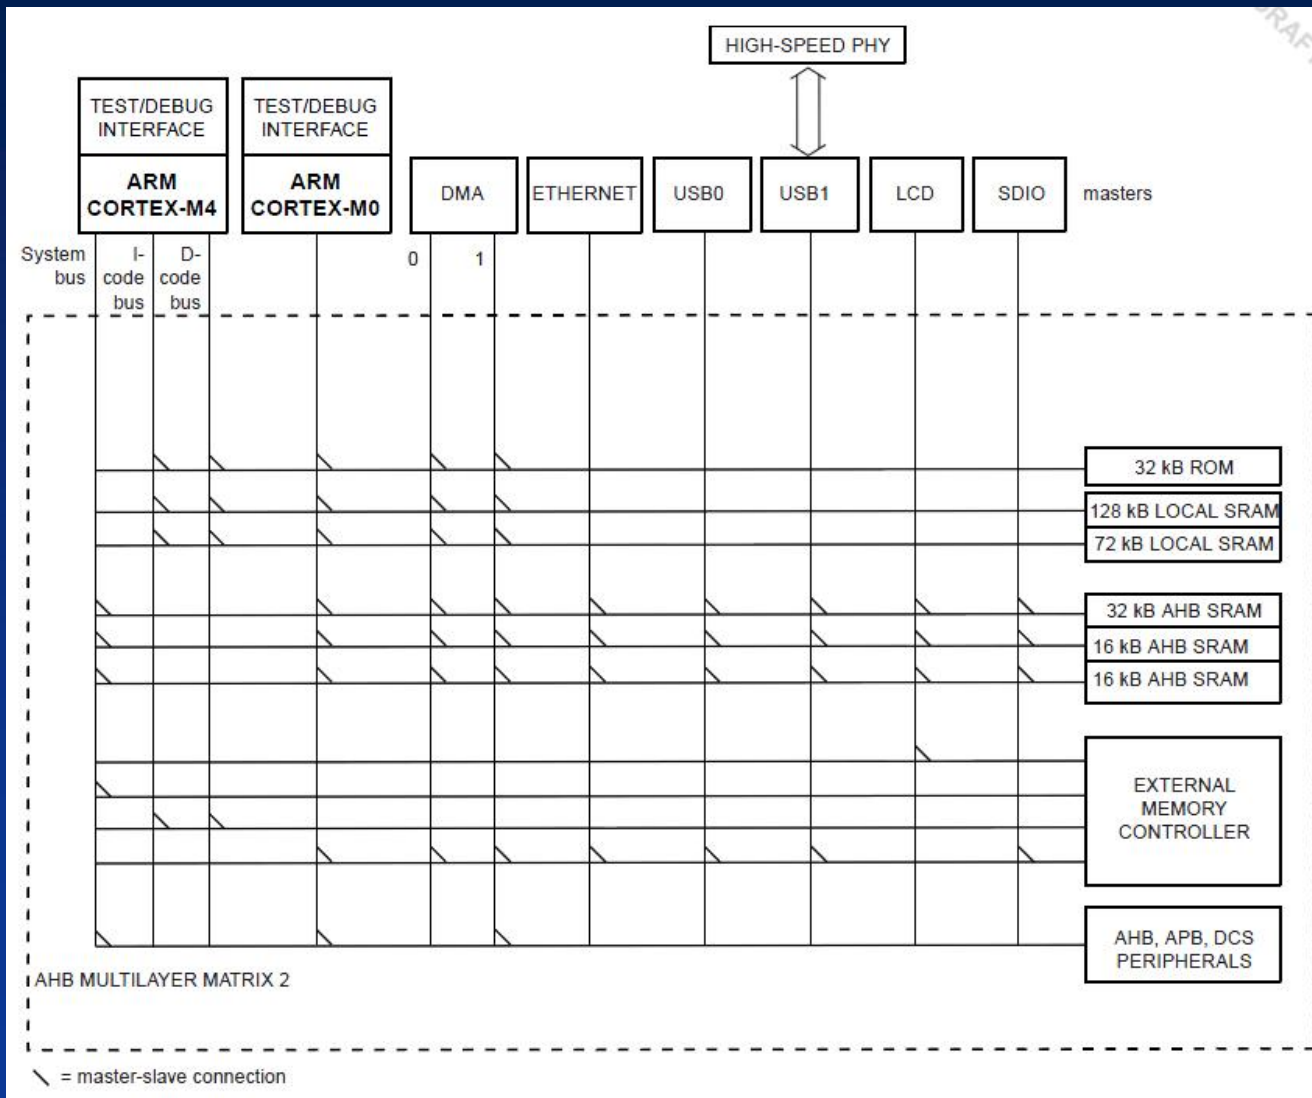 DRAFT
HIGH-SPEED PHY
TEST/DEBUG
INTERFACE
TEST/DEBUG
INTERFACE
ARM
CORTEX-M4
ARM
CORTEX-M0
DMA
ETHERNET
USB0
USB1
LCD
SDIO
masters
System
bus
I-
code
bus
D-
code
bus
0
1
32 kB ROM
128 kB LOCAL SRAM
72 kB LOCAL SRAM
32 kB AHB SRAM
16 kB AHB SRAM
16 kB AHB SRAM
EXTERNAL
MEMORY
CONTROLLER
AHB, APB, DCS
PERIPHERALS
AHB MULTILAYER MATRIX 2
= master-slave connection